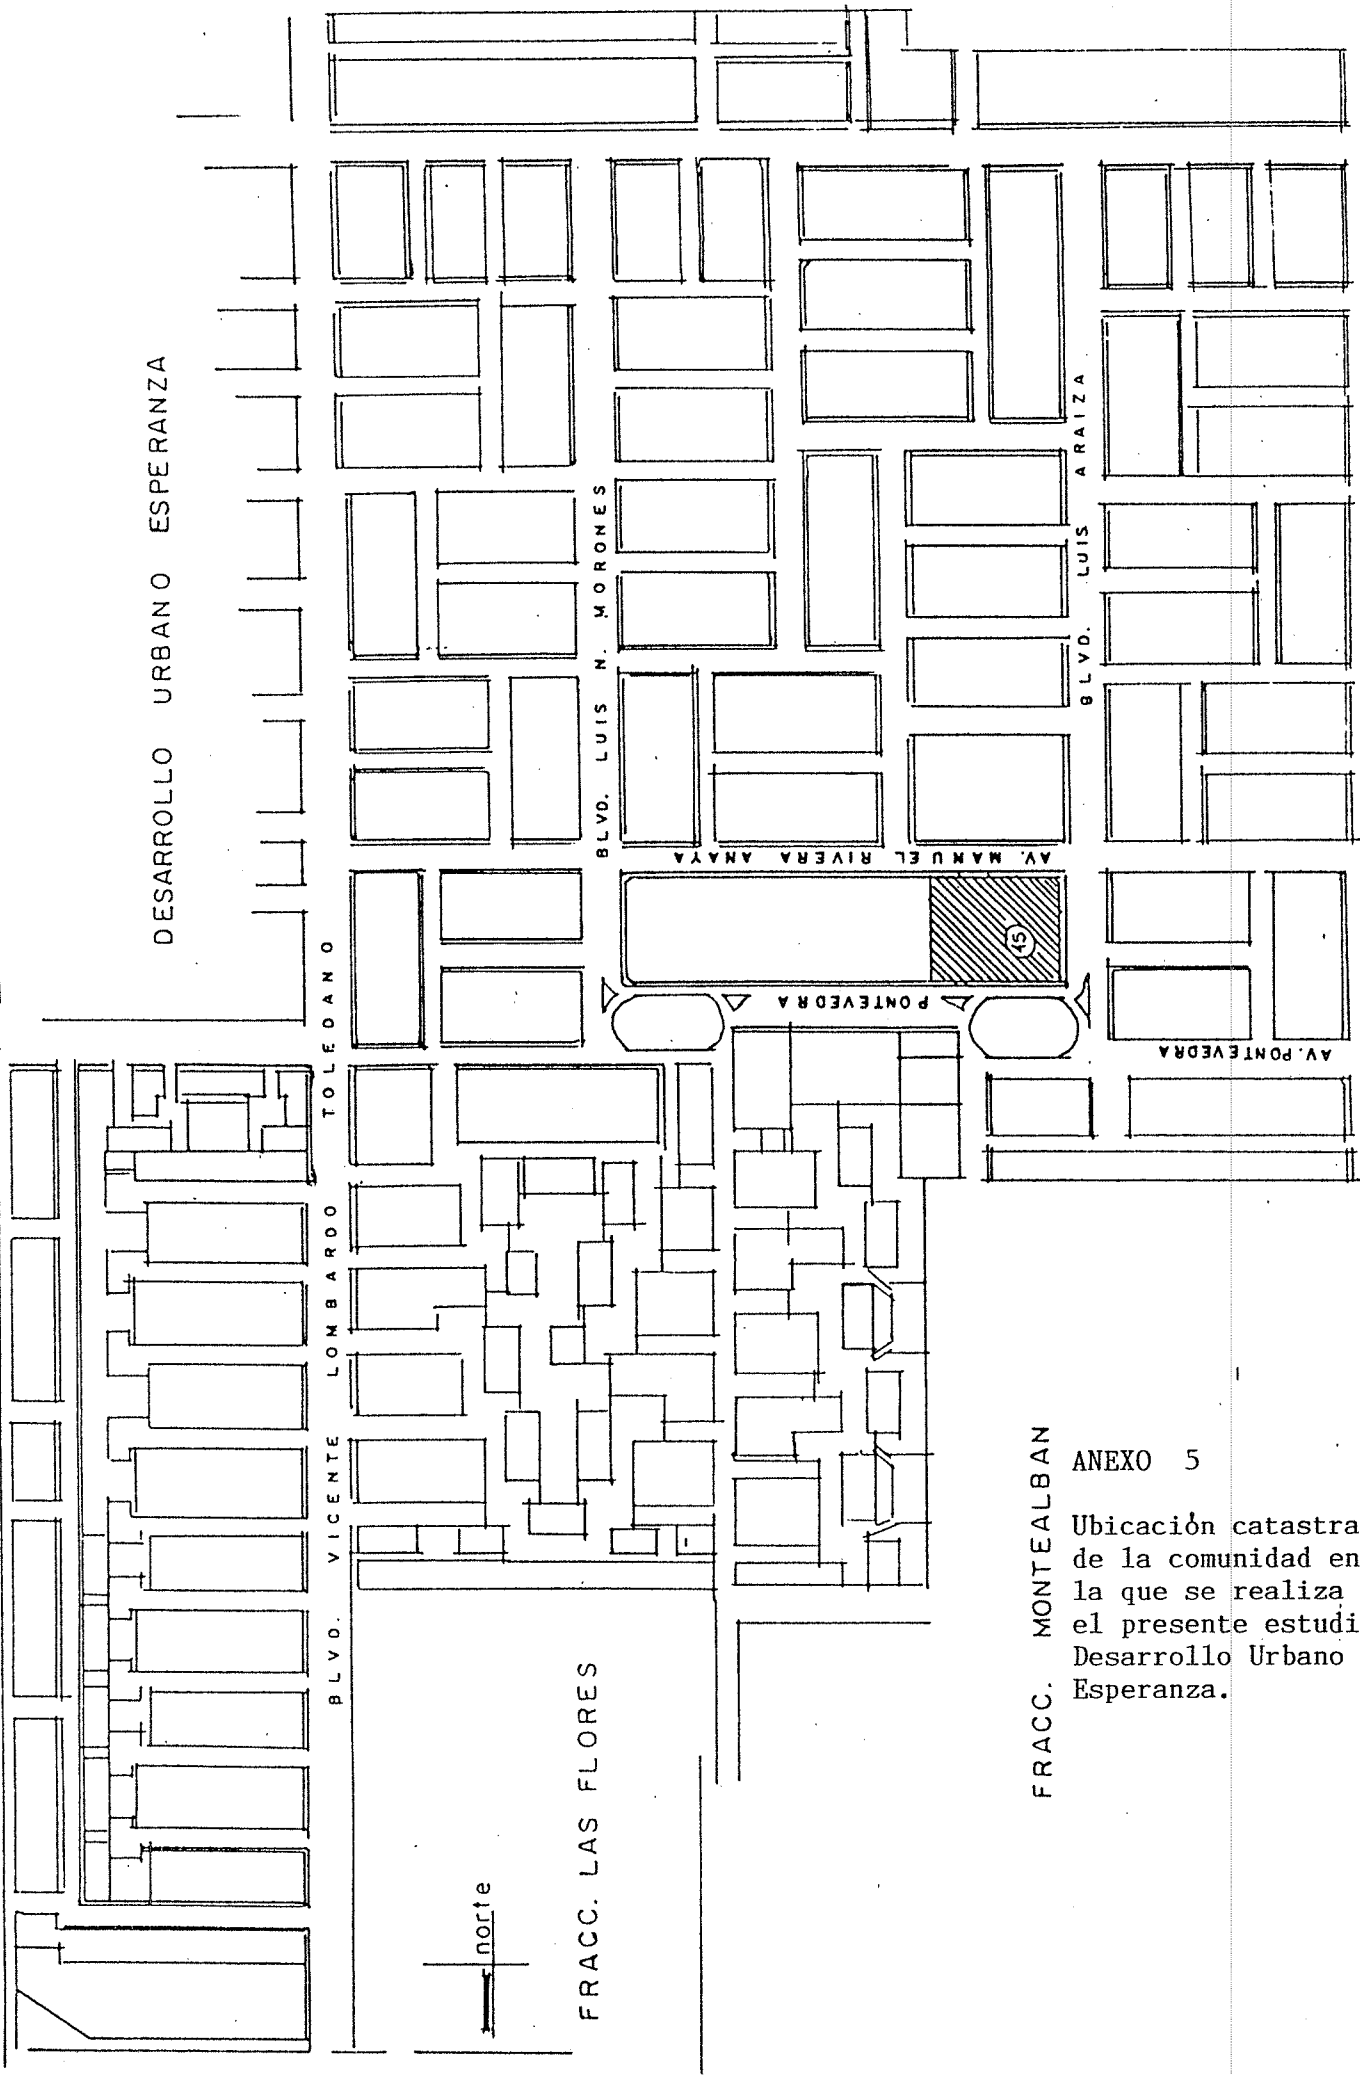 DESARROLLO URBANO ESPERANZA
BLVD. VICENTE LOMBARDO TOLEDANO
BLVD. LUIS N. MORONES
AV. MANUEL RIVERA ANAYA
BLVD. LUIS ARAIZA
15
PONTEVEDRA
AV. PONTEVEDRA
norte
FRACC. LAS FLORES
FRACC. MONTEALBAN
ANEXO 5
Ubicación catastra
de la comunidad en
la que se realiza
el presente estudi
Desarrollo Urbano
Esperanza.